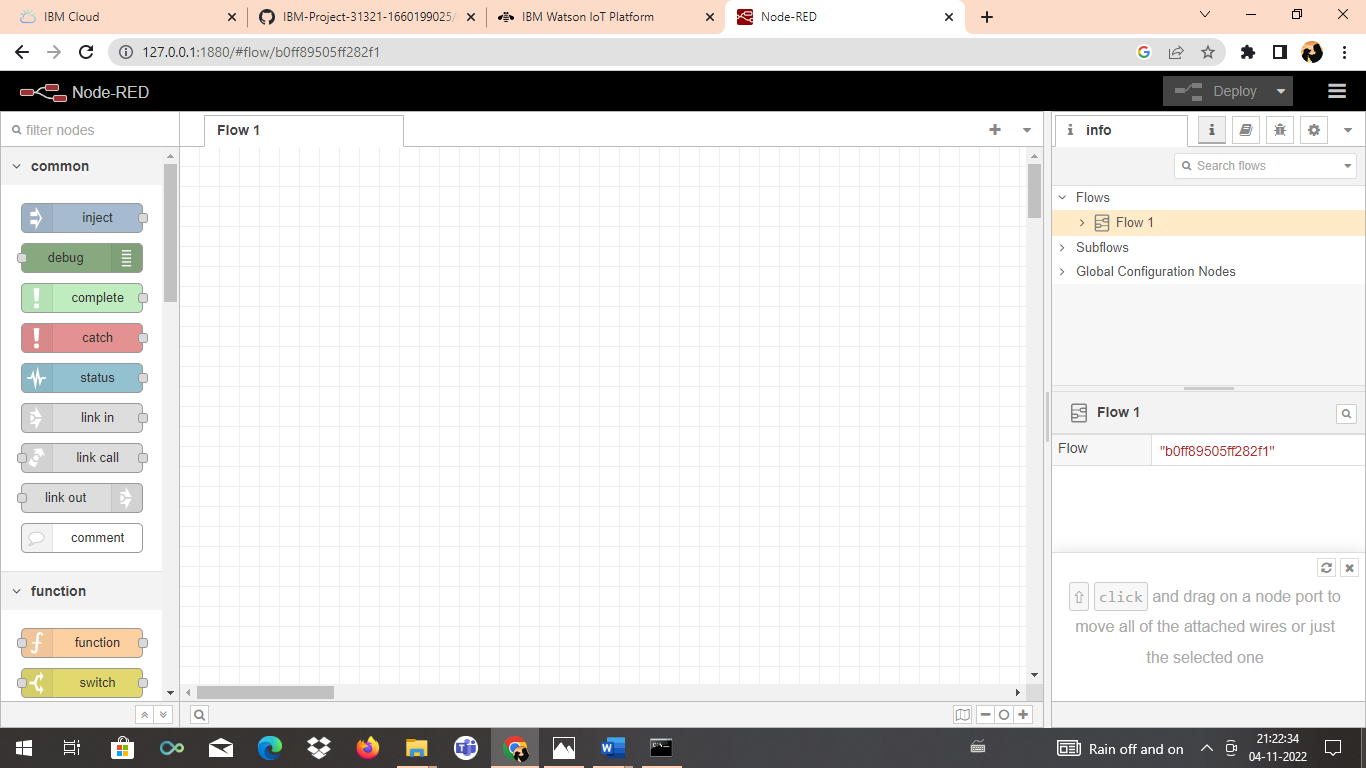 IBM Cloud
IBM-Project-31321-1660199025/
IBM Watson IoT Platform
Node-RED
127.0.0.1:1880/#flow/b0ff89505ff282f1
Node-RED
Deploy
filter nodes
Flow 1
info
common
Search flows
inject
debug
complete
catch
status
link in
link call
link out
comment
function
function
switch
Flows
Flow 1
Subflows
Global Configuration Nodes
Flow 1
Flow "b0ff89505ff282f1"
⇧ click and drag on a node port to
move all of the attached wires or just
the selected one
Rain off and on
21:22:34
04-11-2022